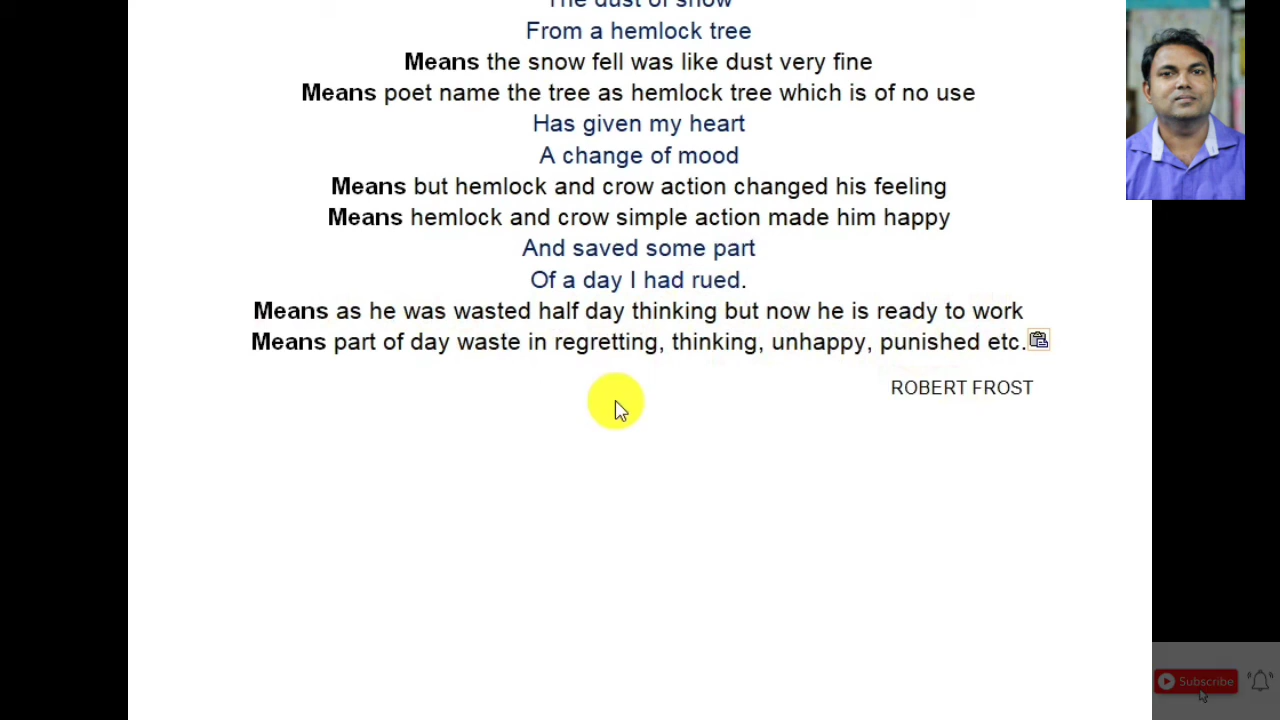 The dust of snow
From a hemlock tree
Means the snow fell was like dust very fine
Means poet name the tree as hemlock tree which is of no use
Has given my heart
A change of mood
Means but hemlock and crow action changed his feeling
Means hemlock and crow simple action made him happy
And saved some part
Of a day I had rued.
Means as he was wasted half day thinking but now he is ready to work
Means part of day waste in regretting, thinking, unhappy, punished etc.
ROBERT FROST
Subscribe